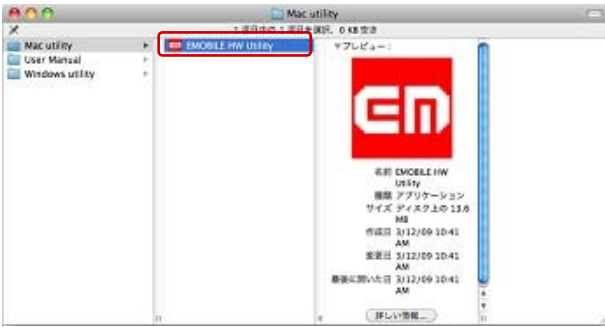 Mac utility
1 項目中の 1 項目を選択、0 KB 空き
Mac utility
User Manual
Windows utility
EMOBILE HW Utility
▼プレビュー：
EM
名前 EMOBILE HW
Utility
種類 アプリケーション
サイズ ディスク上の 13.6
MB
作成日 3/12/09 10:41
AM
変更日 3/12/09 10:41
AM
最後に開いた日 3/12/09 10:41
AM
詳しい情報...